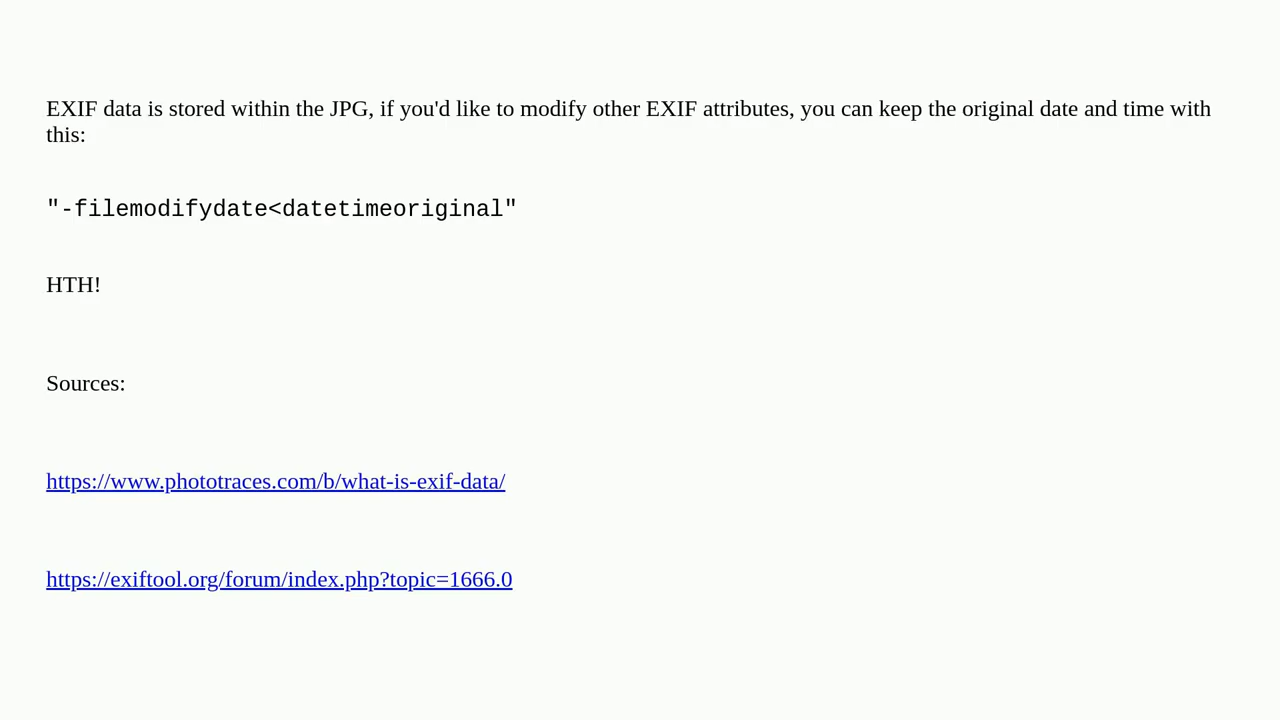 EXIF data is stored within the JPG, if you'd like to modify other EXIF attributes, you can keep the original date and time with
this:
"-filemodifydate<datetimeoriginal"
HTH!
Sources:
https://www.phototraces.com/b/what-is-exif-data/
https://exiftool.org/forum/index.php?topic=1666.0